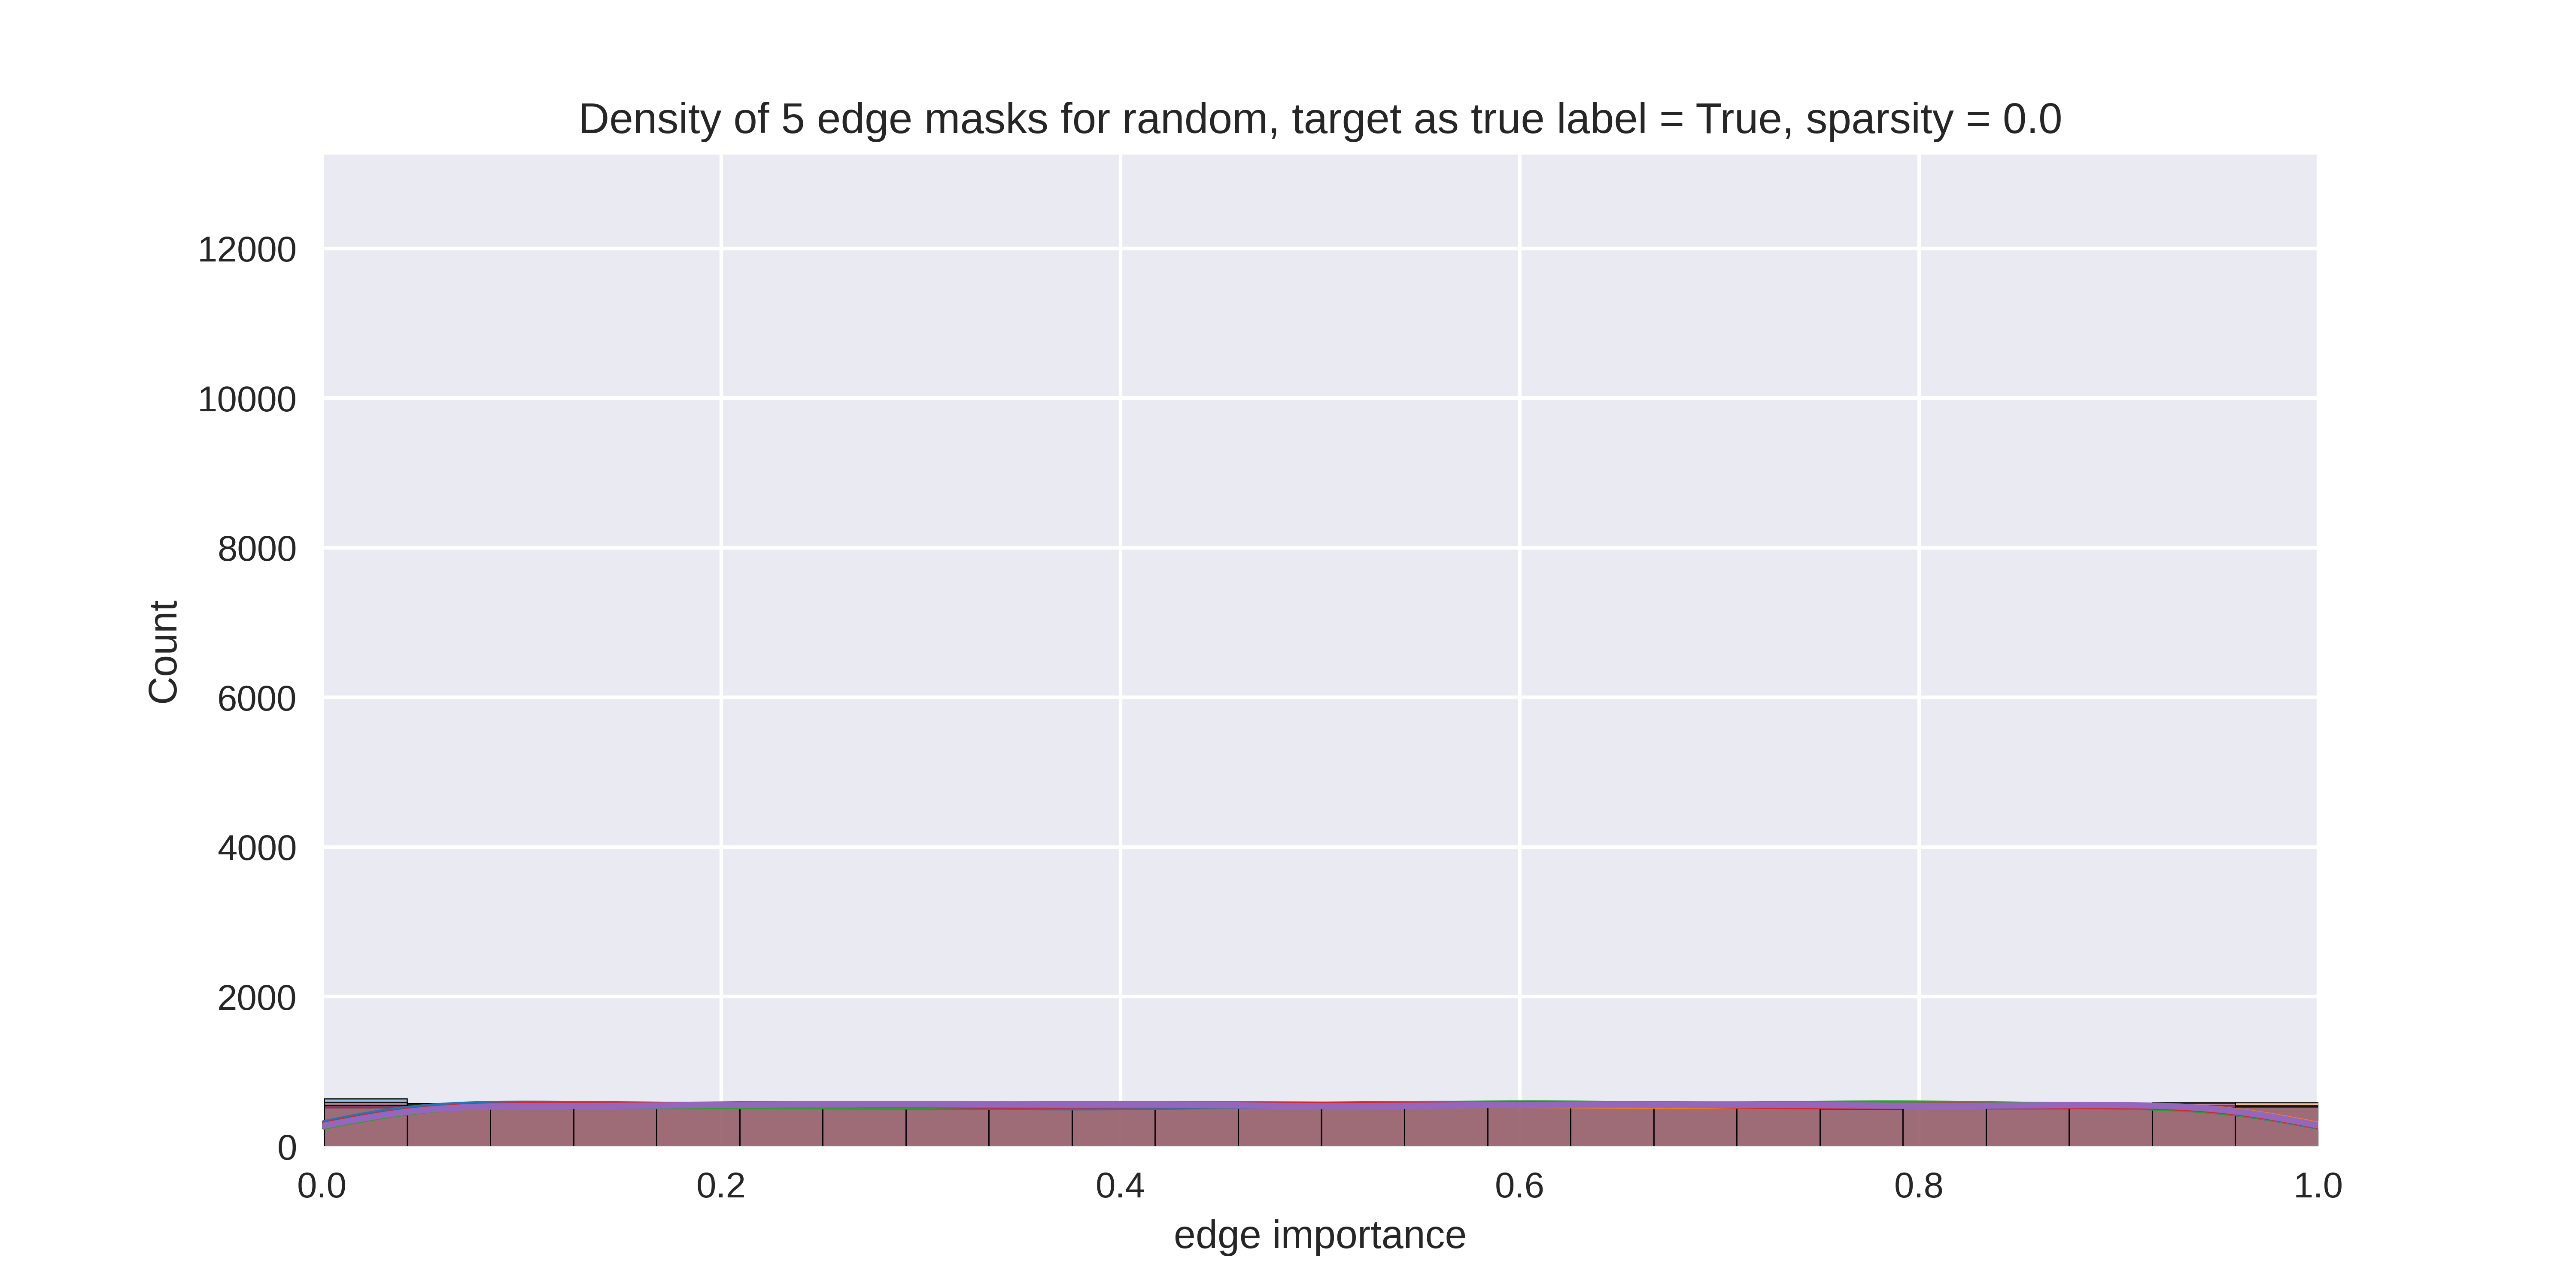 Density of 5 edge masks for random, target as true label = True, sparsity = 0.0
12000
10000
8000
6000
4000
2000
0
Count
0.0 0.2 0.4 0.6 0.8 1.0
edge importance